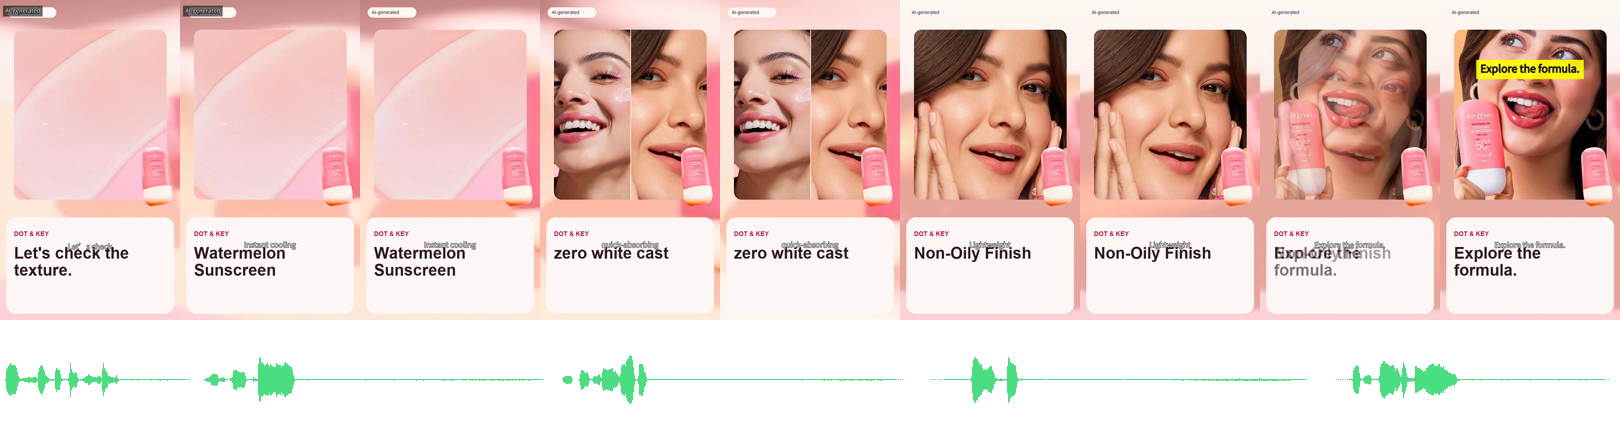 AI-generated
AI-generated
AI-generated
AI-generated
AI-generated
AI-generated
AI-generated
AI-generated
AI-generated
Explore the formula.
DOT & KEY
Let's check the
texture.
DOT & KEY
Instant cooling
Watermelon
Sunscreen
DOT & KEY
Instant cooling
Watermelon
Sunscreen
DOT & KEY
quick-absorbing
zero white cast
DOT & KEY
quick-absorbing
zero white cast
DOT & KEY
Lightweight
Non-Oily Finish
DOT & KEY
Lightweight
Non-Oily Finish
DOT & KEY
Explore the formula.
Explore the
formula.
DOT & KEY
Explore the formula.
Explore the
formula.